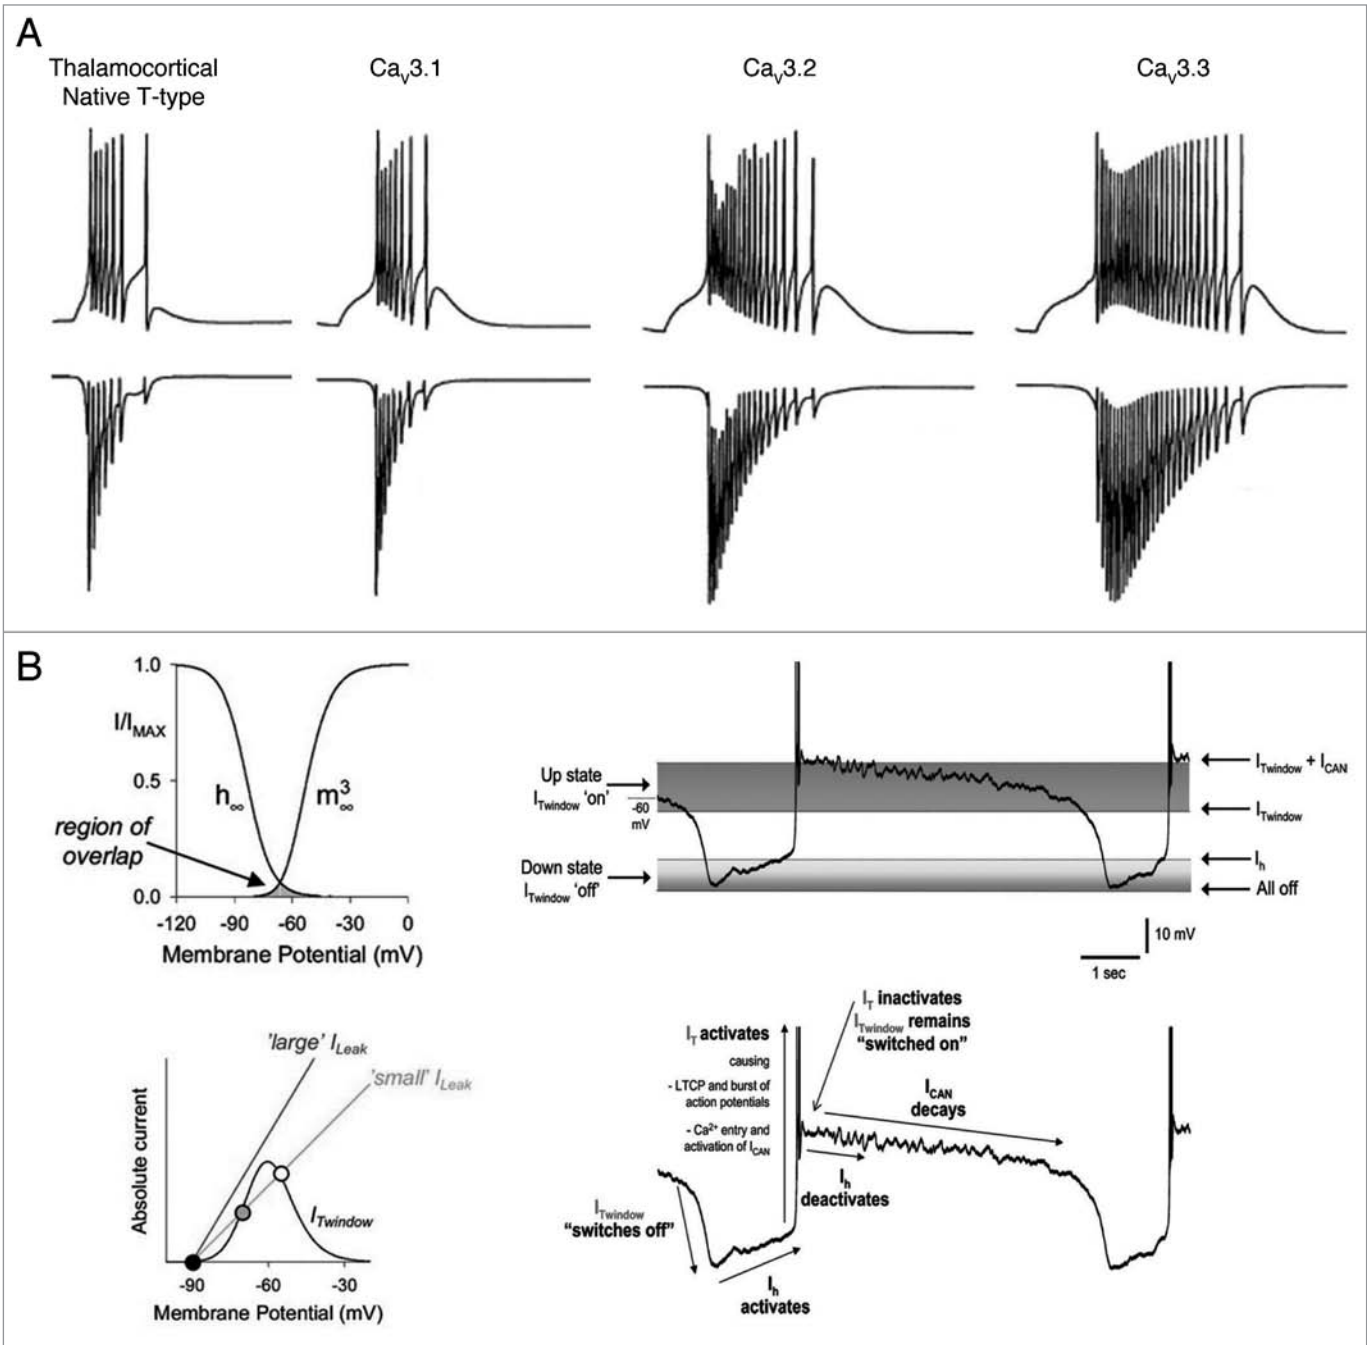 A
Thalamocortical
Native T-type
CaV3.1
CaV3.2
CaV3.3
B
1.0
I/IMAX
0.5
h∞
m³∞
region of
overlap
0.0
-120 -90 -60 -30 0
Membrane Potential (mV)
Up state
ITwindow 'on'
-60
mV
Down state
ITwindow 'off'
ITwindow + ICAN
ITwindow
Ih
All off
10 mV
1 sec
'large' ILeak
'small' ILeak
Absolute current
ITwindow
-90 -60 -30
Membrane Potential (mV)
IT activates
causing
- LTCP and burst of
action potentials
- Ca2+ entry and
activation of ICAN
IT inactivates
ITwindow remains
“switched on”
ICAN
decays
Ih
deactivates
ITwindow
“switches off”
Ih
activates